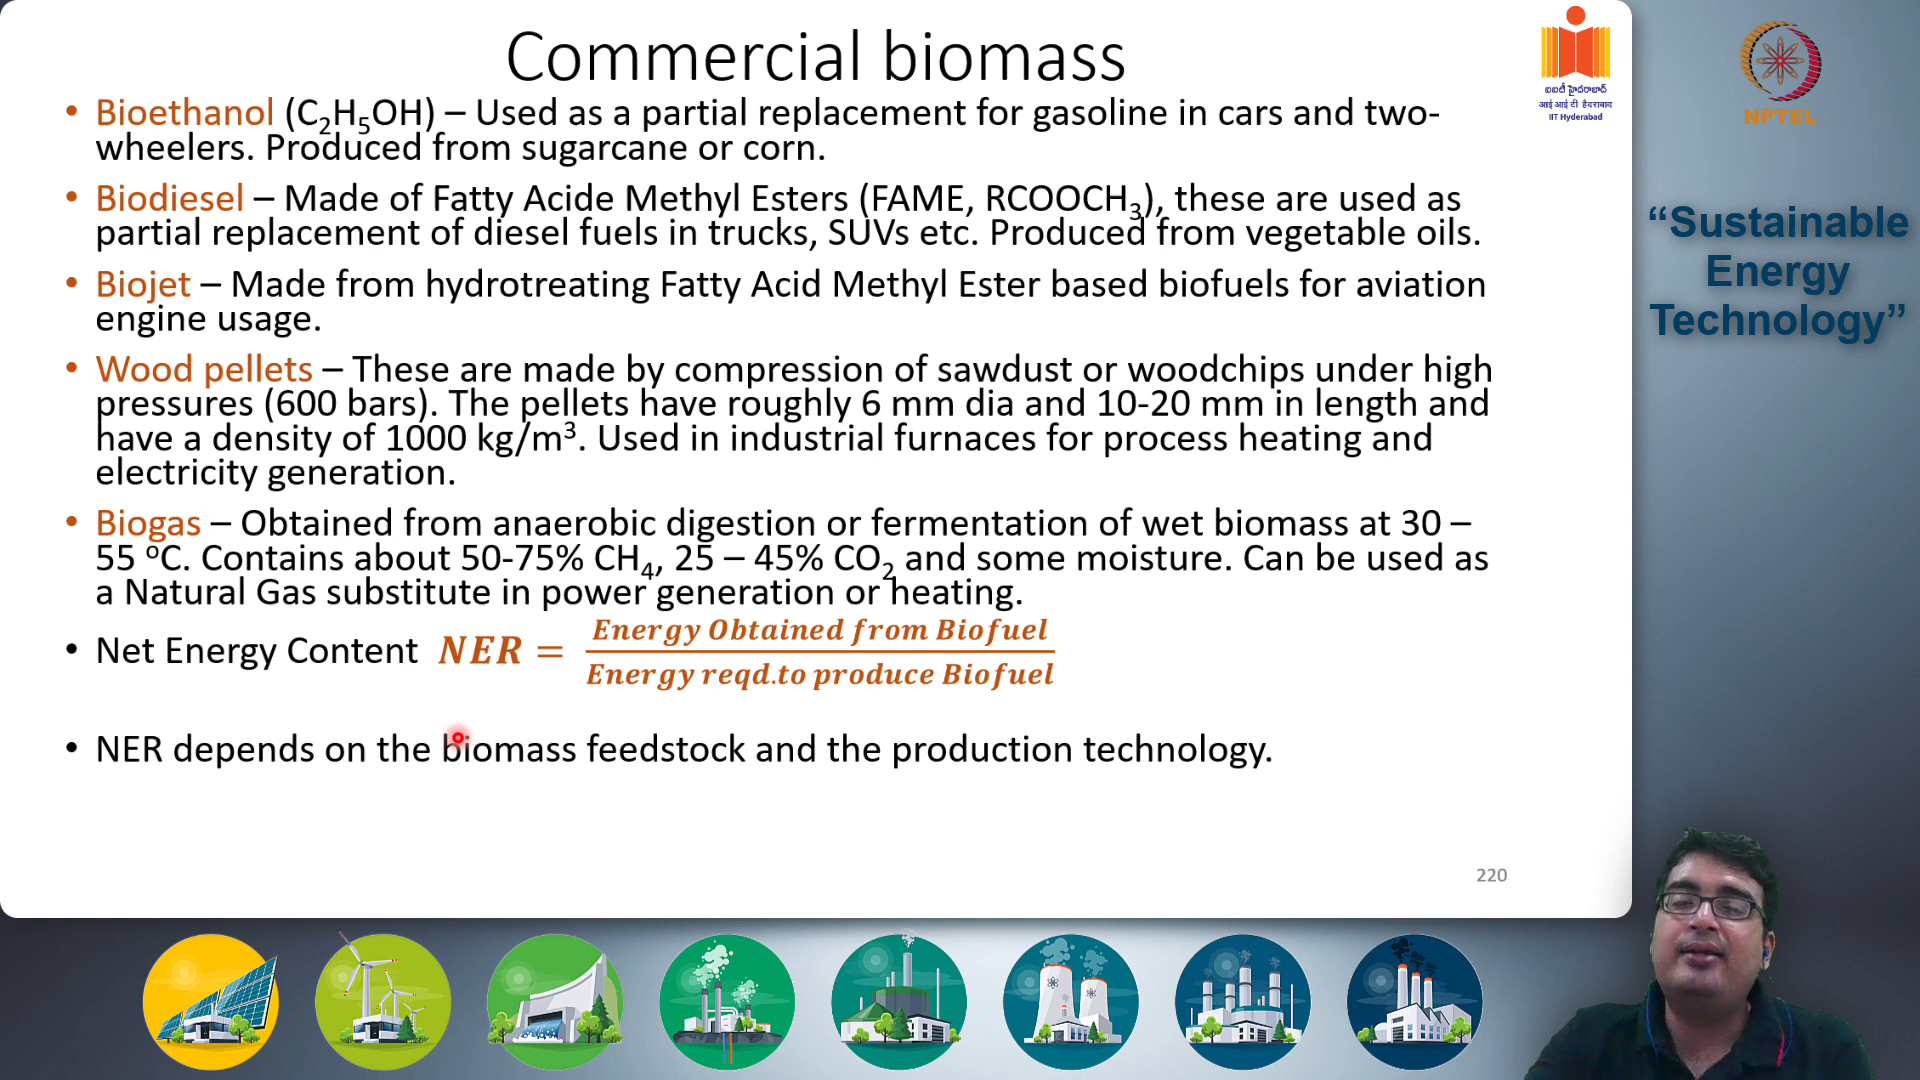 Commercial biomass
• Bioethanol (C₂H₅OH) – Used as a partial replacement for gasoline in cars and two-
wheelers. Produced from sugarcane or corn.
• Biodiesel – Made of Fatty Acide Methyl Esters (FAME, RCOOCH₃), these are used as
partial replacement of diesel fuels in trucks, SUVs etc. Produced from vegetable oils.
• Biojet – Made from hydrotreating Fatty Acid Methyl Ester based biofuels for aviation
engine usage.
• Wood pellets – These are made by compression of sawdust or woodchips under high
pressures (600 bars). The pellets have roughly 6 mm dia and 10-20 mm in length and
have a density of 1000 kg/m³. Used in industrial furnaces for process heating and
electricity generation.
• Biogas – Obtained from anaerobic digestion or fermentation of wet biomass at 30 –
55 ᵒC. Contains about 50-75% CH₄, 25 – 45% CO₂ and some moisture. Can be used as
a Natural Gas substitute in power generation or heating.
• Net Energy Content NER = Energy Obtained from Biofuel / Energy reqd.to produce Biofuel
• NER depends on the biomass feedstock and the production technology.
220
ఐఐటీ హైదరాబాద్
आई आई टी हैदराबाद
IIT Hyderabad
NPTEL
“Sustainable
Energy
Technology”